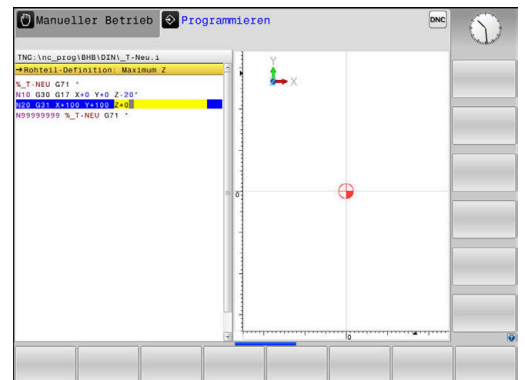 Manueller Betrieb
Programmieren
DNC
TNC:\nc_prog\BHB\DIN\_T-Neu.i
→Rohteil-Definition: Maximum Z
%_T-NEU G71 *
N10 G30 G17 X+0 Y+0 Z-20*
N20 G31 X+100 Y+100 Z+0
N99999999 %_T-NEU G71 *
Y
X
0
0